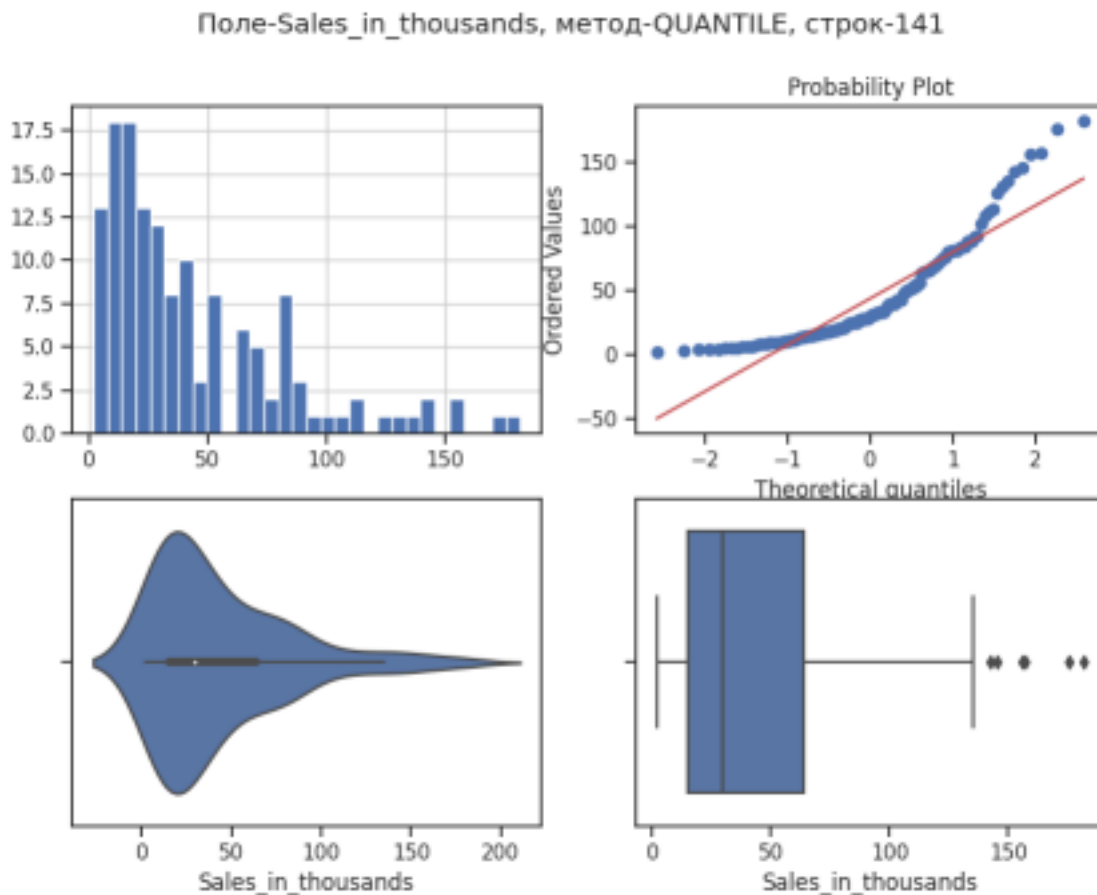 Поле-Sales_in_thousands, метод-QUANTILE, строк-141
Probability Plot
17.5
15.0
12.5
10.0
7.5
5.0
2.5
0.0
0 50 100 150
Ordered Values
150
100
50
0
−50
−2 −1 0 1 2
Theoretical quantiles
0 50 100 150 200
Sales_in_thousands
0 50 100 150
Sales_in_thousands